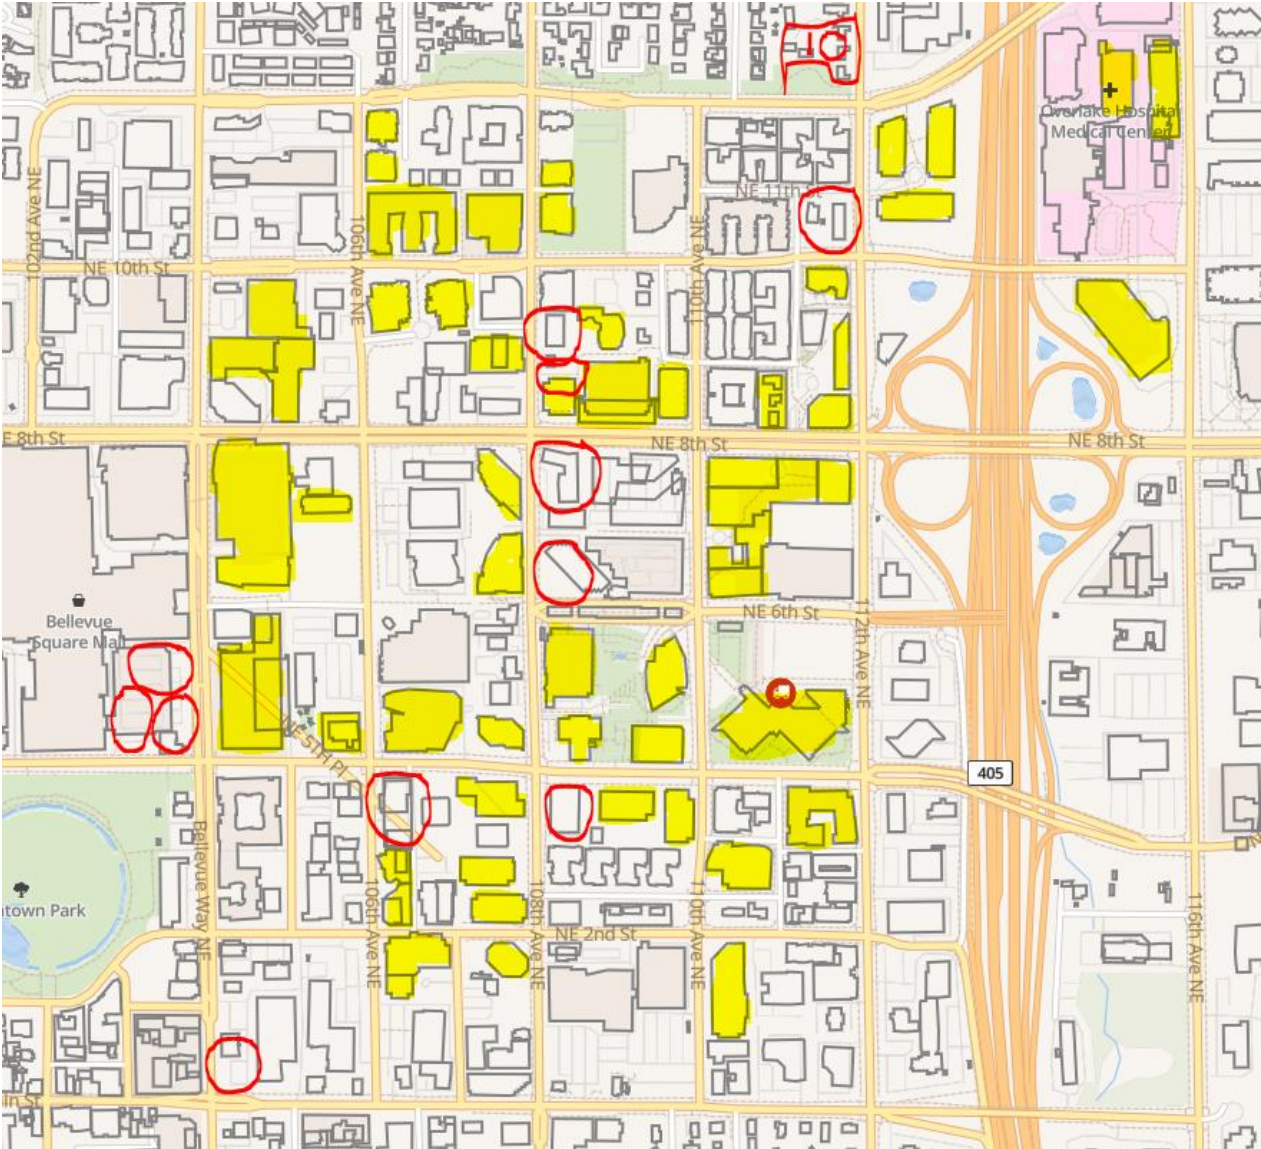 Overlake Hospital
Medical Center
NE 11th St
102nd Ave NE
106th Ave NE
110th Ave NE
NE 10th St
E 8th St
NE 8th St
NE 8th St
NE 6th St
112th Ave NE
Bellevue
Square Mall
NE 5TH PL
405
Bellevue Way NE
106th Ave NE
108th Ave NE
110th Ave NE
116th Ave NE
ntown Park
NE 2nd St
in St